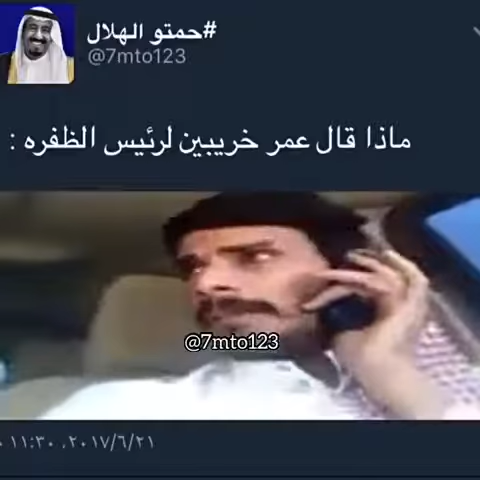 #حمتو الهلال
@7mto123
ماذا قال عمر خريبين لرئيس الظفره :
@7mto123
٢٠١٧/٦/٢١، ١١:٣٠